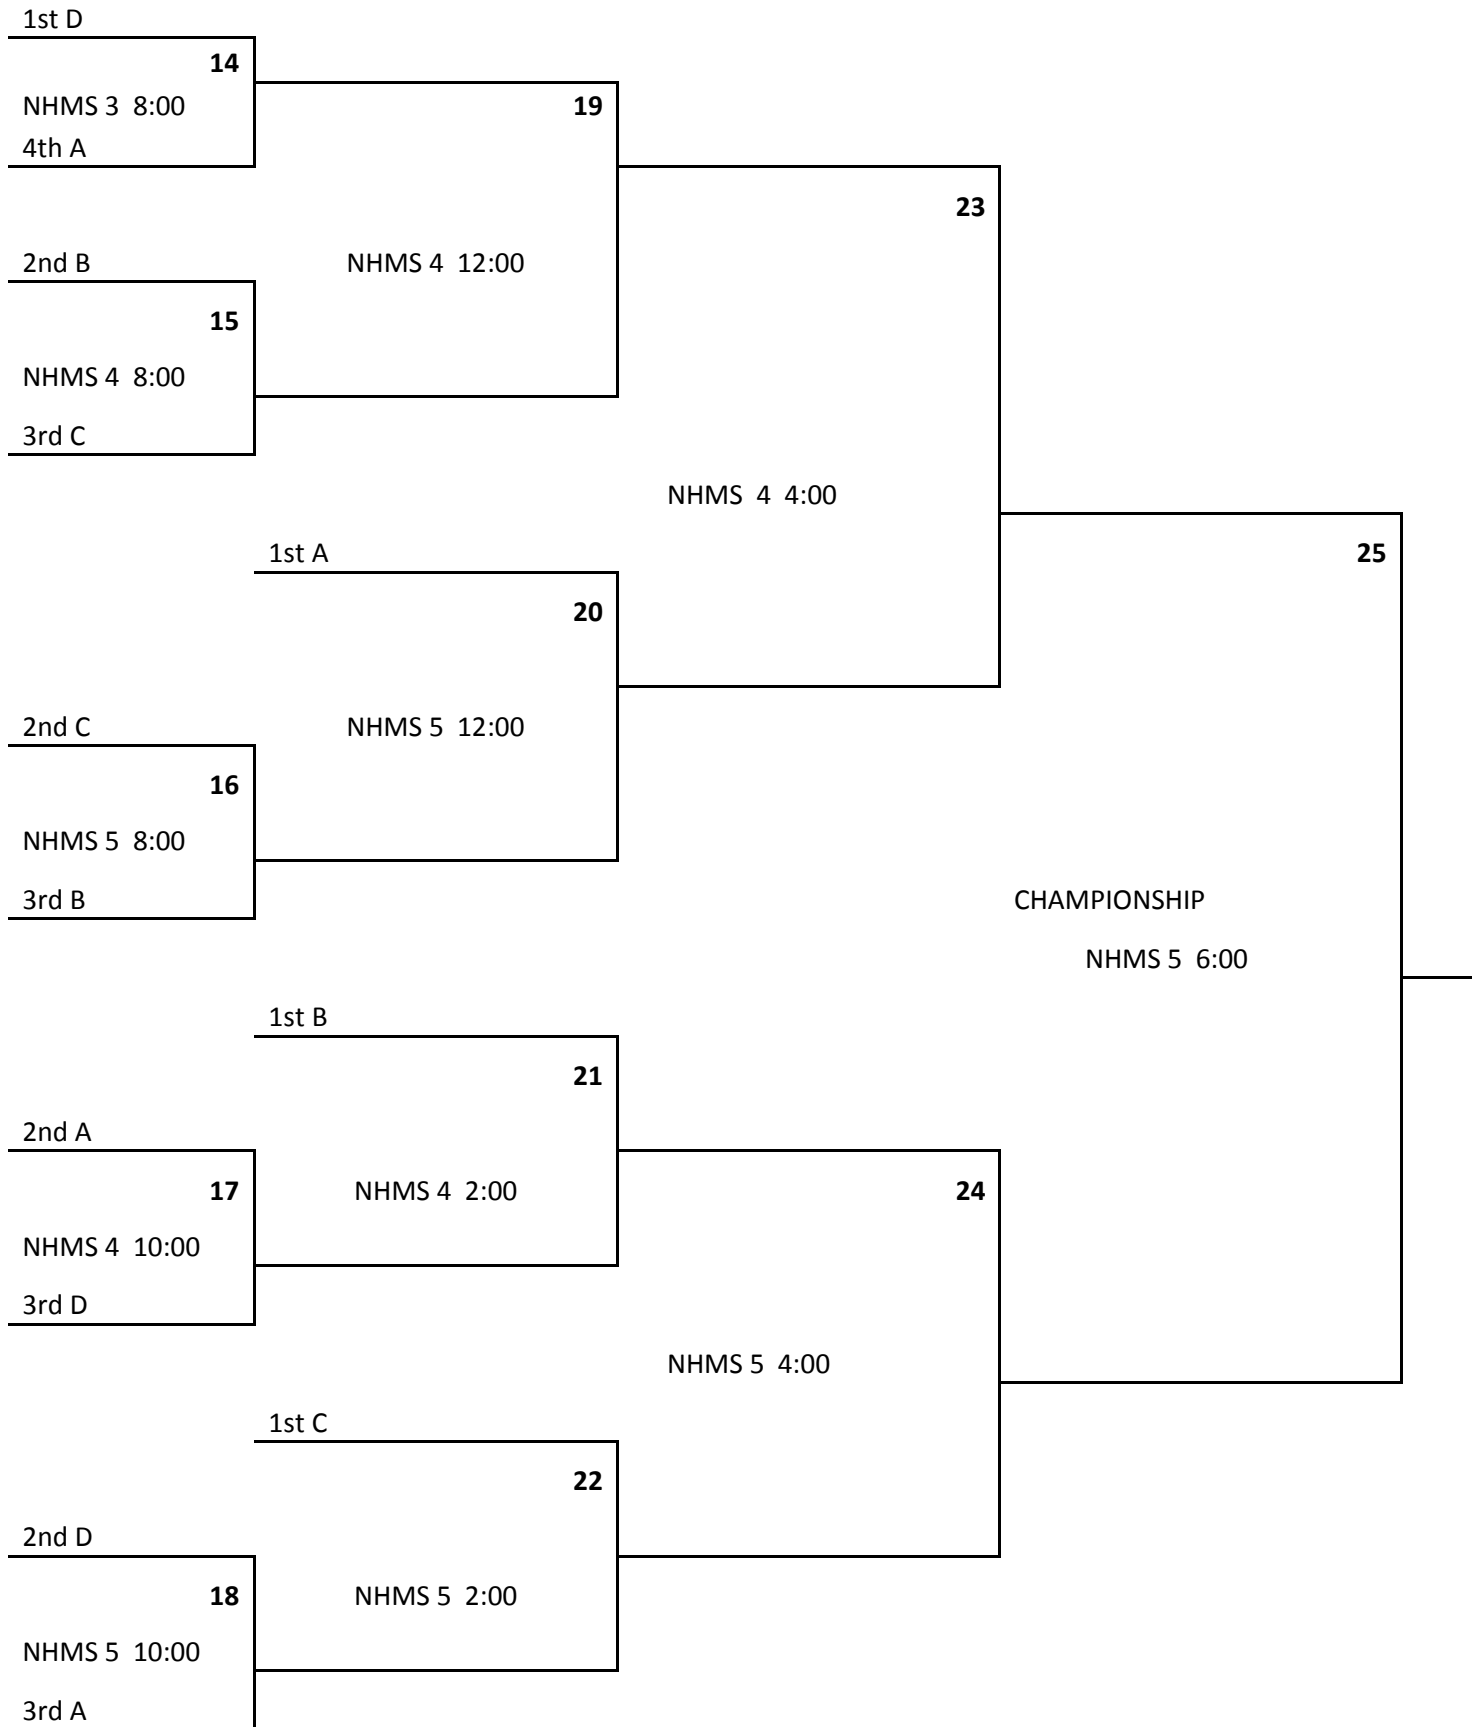 1st D
14
NHMS 3  8:00
19
4th A
23
2nd B
NHMS 4  12:00
15
NHMS 4  8:00
3rd C
NHMS  4  4:00
1st A
25
20
2nd C
NHMS 5  12:00
16
NHMS 5  8:00
3rd B
CHAMPIONSHIP
NHMS 5  6:00
1st B
21
2nd A
17
NHMS 4  2:00
24
NHMS 4  10:00
3rd D
NHMS 5  4:00
1st C
22
2nd D
18
NHMS 5  2:00
NHMS 5  10:00
3rd A